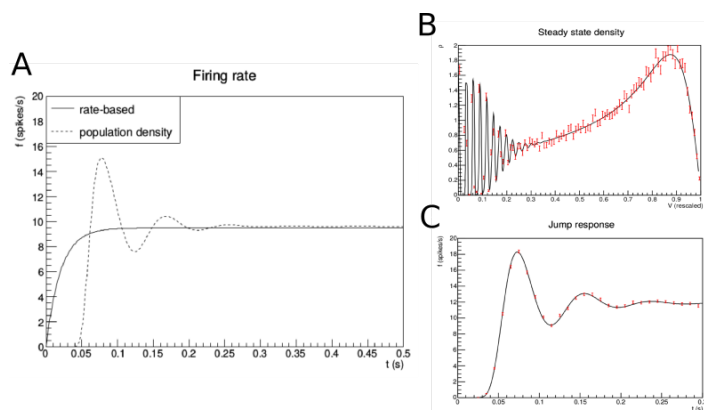 A
Firing rate
f (spikes/s)
rate-based
population density
20
18
16
14
12
10
8
6
4
2
0
0 0.05 0.1 0.15 0.2 0.25 0.3 0.35 0.4 0.45 0.5
t (s)
B
Steady state density
ρ
2
1.8
1.6
1.4
1.2
1
0.8
0.6
0.4
0.2
0
0 0.1 0.2 0.3 0.4 0.5 0.6 0.7 0.8 0.9 1
V (rescaled)
C
Jump response
f (spikes/s)
20
18
16
14
12
10
8
6
4
2
0
0 0.05 0.1 0.15 0.2 0.25 0.3
t (s)